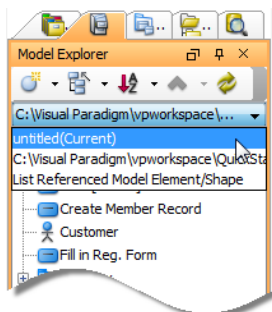 Model Explorer
C:\Visual Paradigm\vpworkspace\...
untitled(Current)
C:\Visual Paradigm\vpworkspace\QuickSta
List Referenced Model Element/Shape
Create Member Record
Customer
Fill in Reg. Form